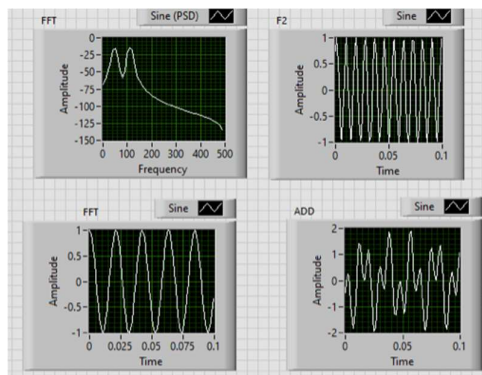 FFT
Sine (PSD)
Amplitude
0-
-25-
-50-
-75-
-100-
-125-
-150-
0 100 200 300 400 500
Frequency
F2
Sine
Amplitude
1-
0.5-
0-
-0.5-
-1-
0 0.05 0.1
Time
FFT
Sine
Amplitude
1-
0.5-
0-
-0.5-
-1-
0 0.025 0.05 0.075 0.1
Time
ADD
Sine
Amplitude
2-
1-
0-
-1-
-2-
0 0.05 0.1
Time